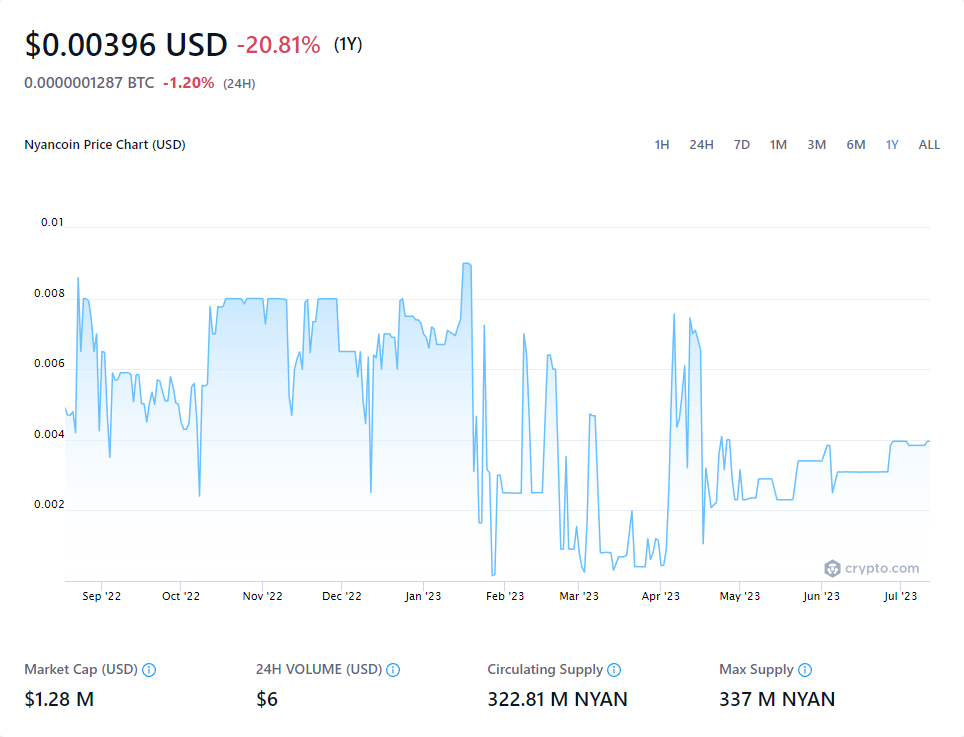 $0.00396 USD -20.81% (1Y)
0.0000001287 BTC -1.20% (24H)
Nyancoin Price Chart (USD) 1H 24H 7D 1M 3M 6M 1Y ALL
0.01
0.008
0.006
0.004
0.002
crypto.com
Sep '22 Oct '22 Nov '22 Dec '22 Jan '23 Feb '23 Mar '23 Apr '23 May '23 Jun '23 Jul '23
Market Cap (USD) 24H VOLUME (USD) Circulating Supply Max Supply
$1.28 M $6 322.81 M NYAN 337 M NYAN